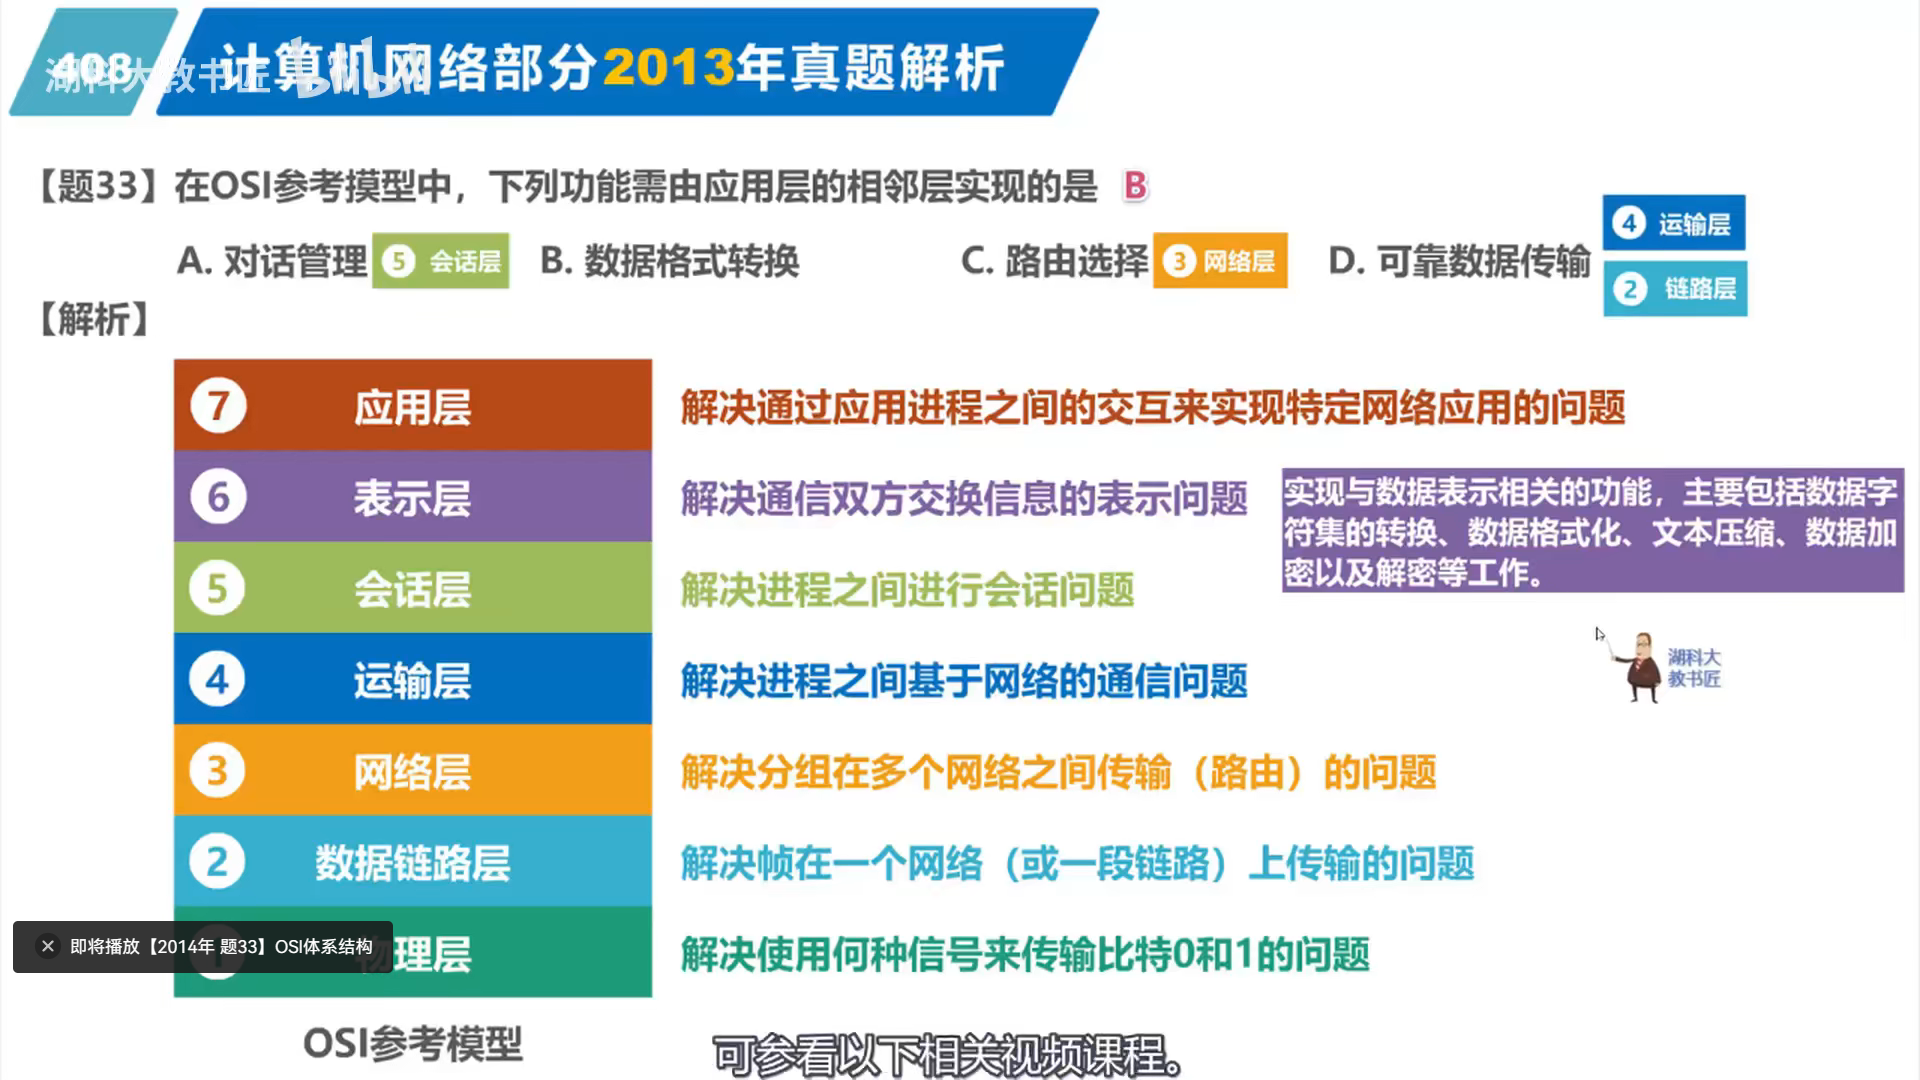 408 计算机网络部分2013年真题解析
湖科大教书匠 bilibili
【题33】在OSI参考摸型中，下列功能需由应用层的相邻层实现的是 B
A. 对话管理 5 会话层 B. 数据格式转换 C. 路由选择 3 网络层 D. 可靠数据传输 4 运输层
2 链路层
【解析】
7 应用层 解决通过应用进程之间的交互来实现特定网络应用的问题
6 表示层 解决通信双方交换信息的表示问题
实现与数据表示相关的功能，主要包括数据字
符集的转换、数据格式化、文本压缩、数据加
密以及解密等工作。
5 会话层 解决进程之间进行会话问题
湖科大
教书匠
4 运输层 解决进程之间基于网络的通信问题
3 网络层 解决分组在多个网络之间传输（路由）的问题
2 数据链路层 解决帧在一个网络（或一段链路）上传输的问题
即将播放【2014年 题33】OSI体系结构
1 物理层 解决使用何种信号来传输比特0和1的问题
OSI参考模型
可参看以下相关视频课程。